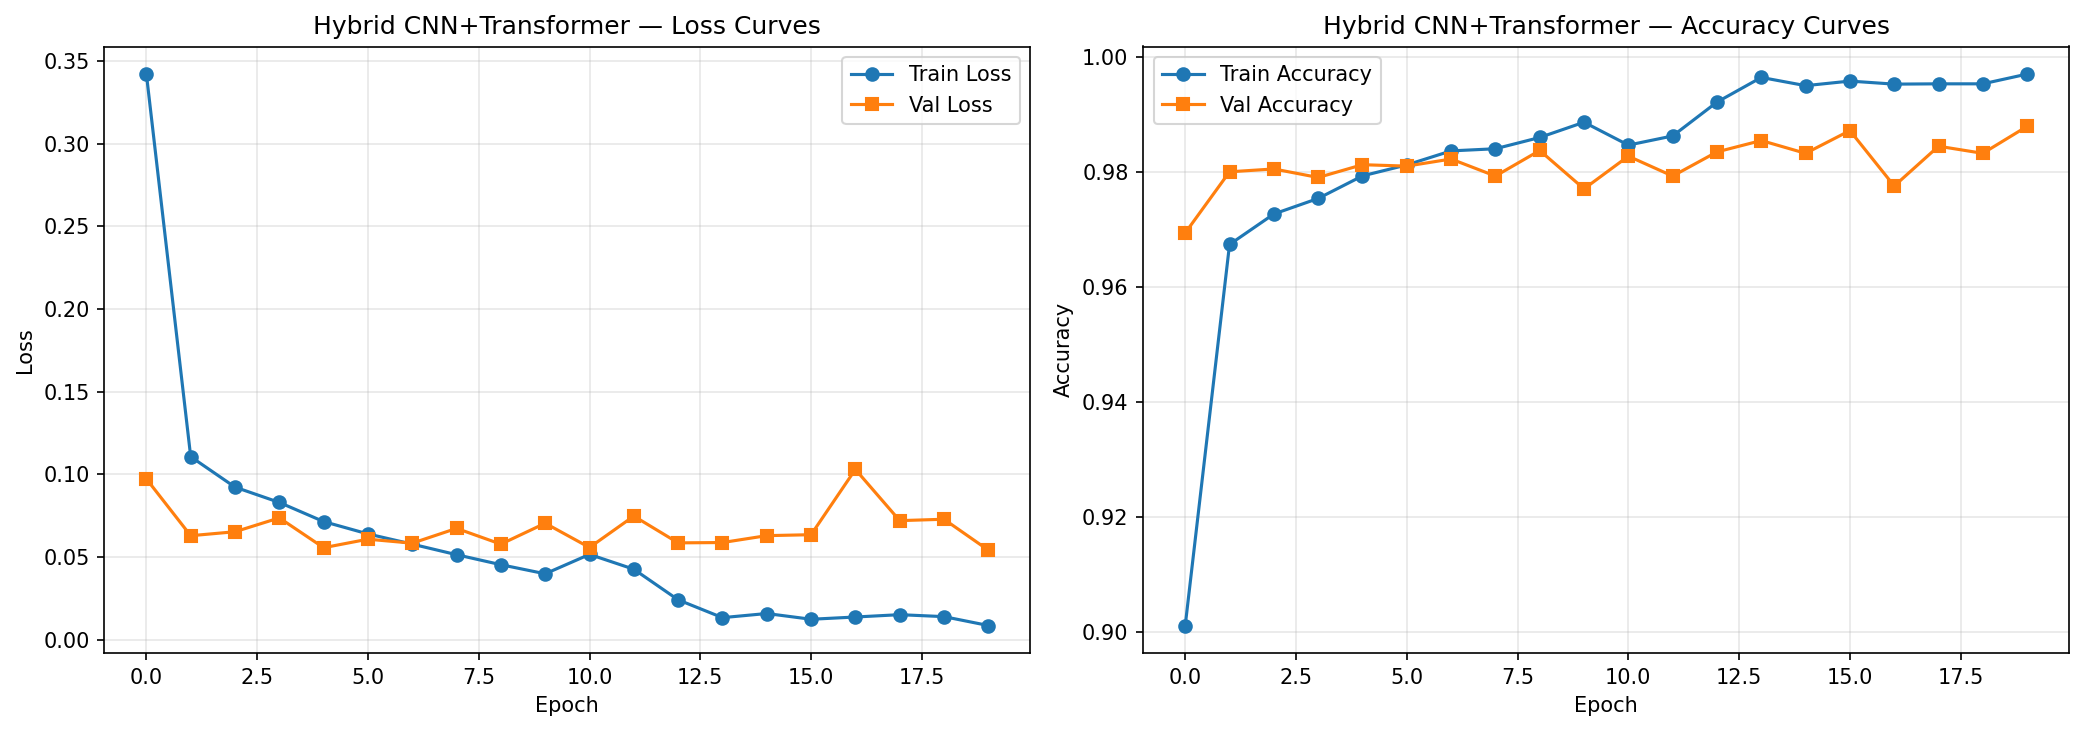 Hybrid CNN+Transformer — Loss Curves
Train Loss
Val Loss
0.35
0.30
0.25
0.20
0.15
0.10
0.05
0.00
Loss
0.0 2.5 5.0 7.5 10.0 12.5 15.0 17.5
Epoch
Hybrid CNN+Transformer — Accuracy Curves
Train Accuracy
Val Accuracy
1.00
0.98
0.96
0.94
0.92
0.90
Accuracy
0.0 2.5 5.0 7.5 10.0 12.5 15.0 17.5
Epoch